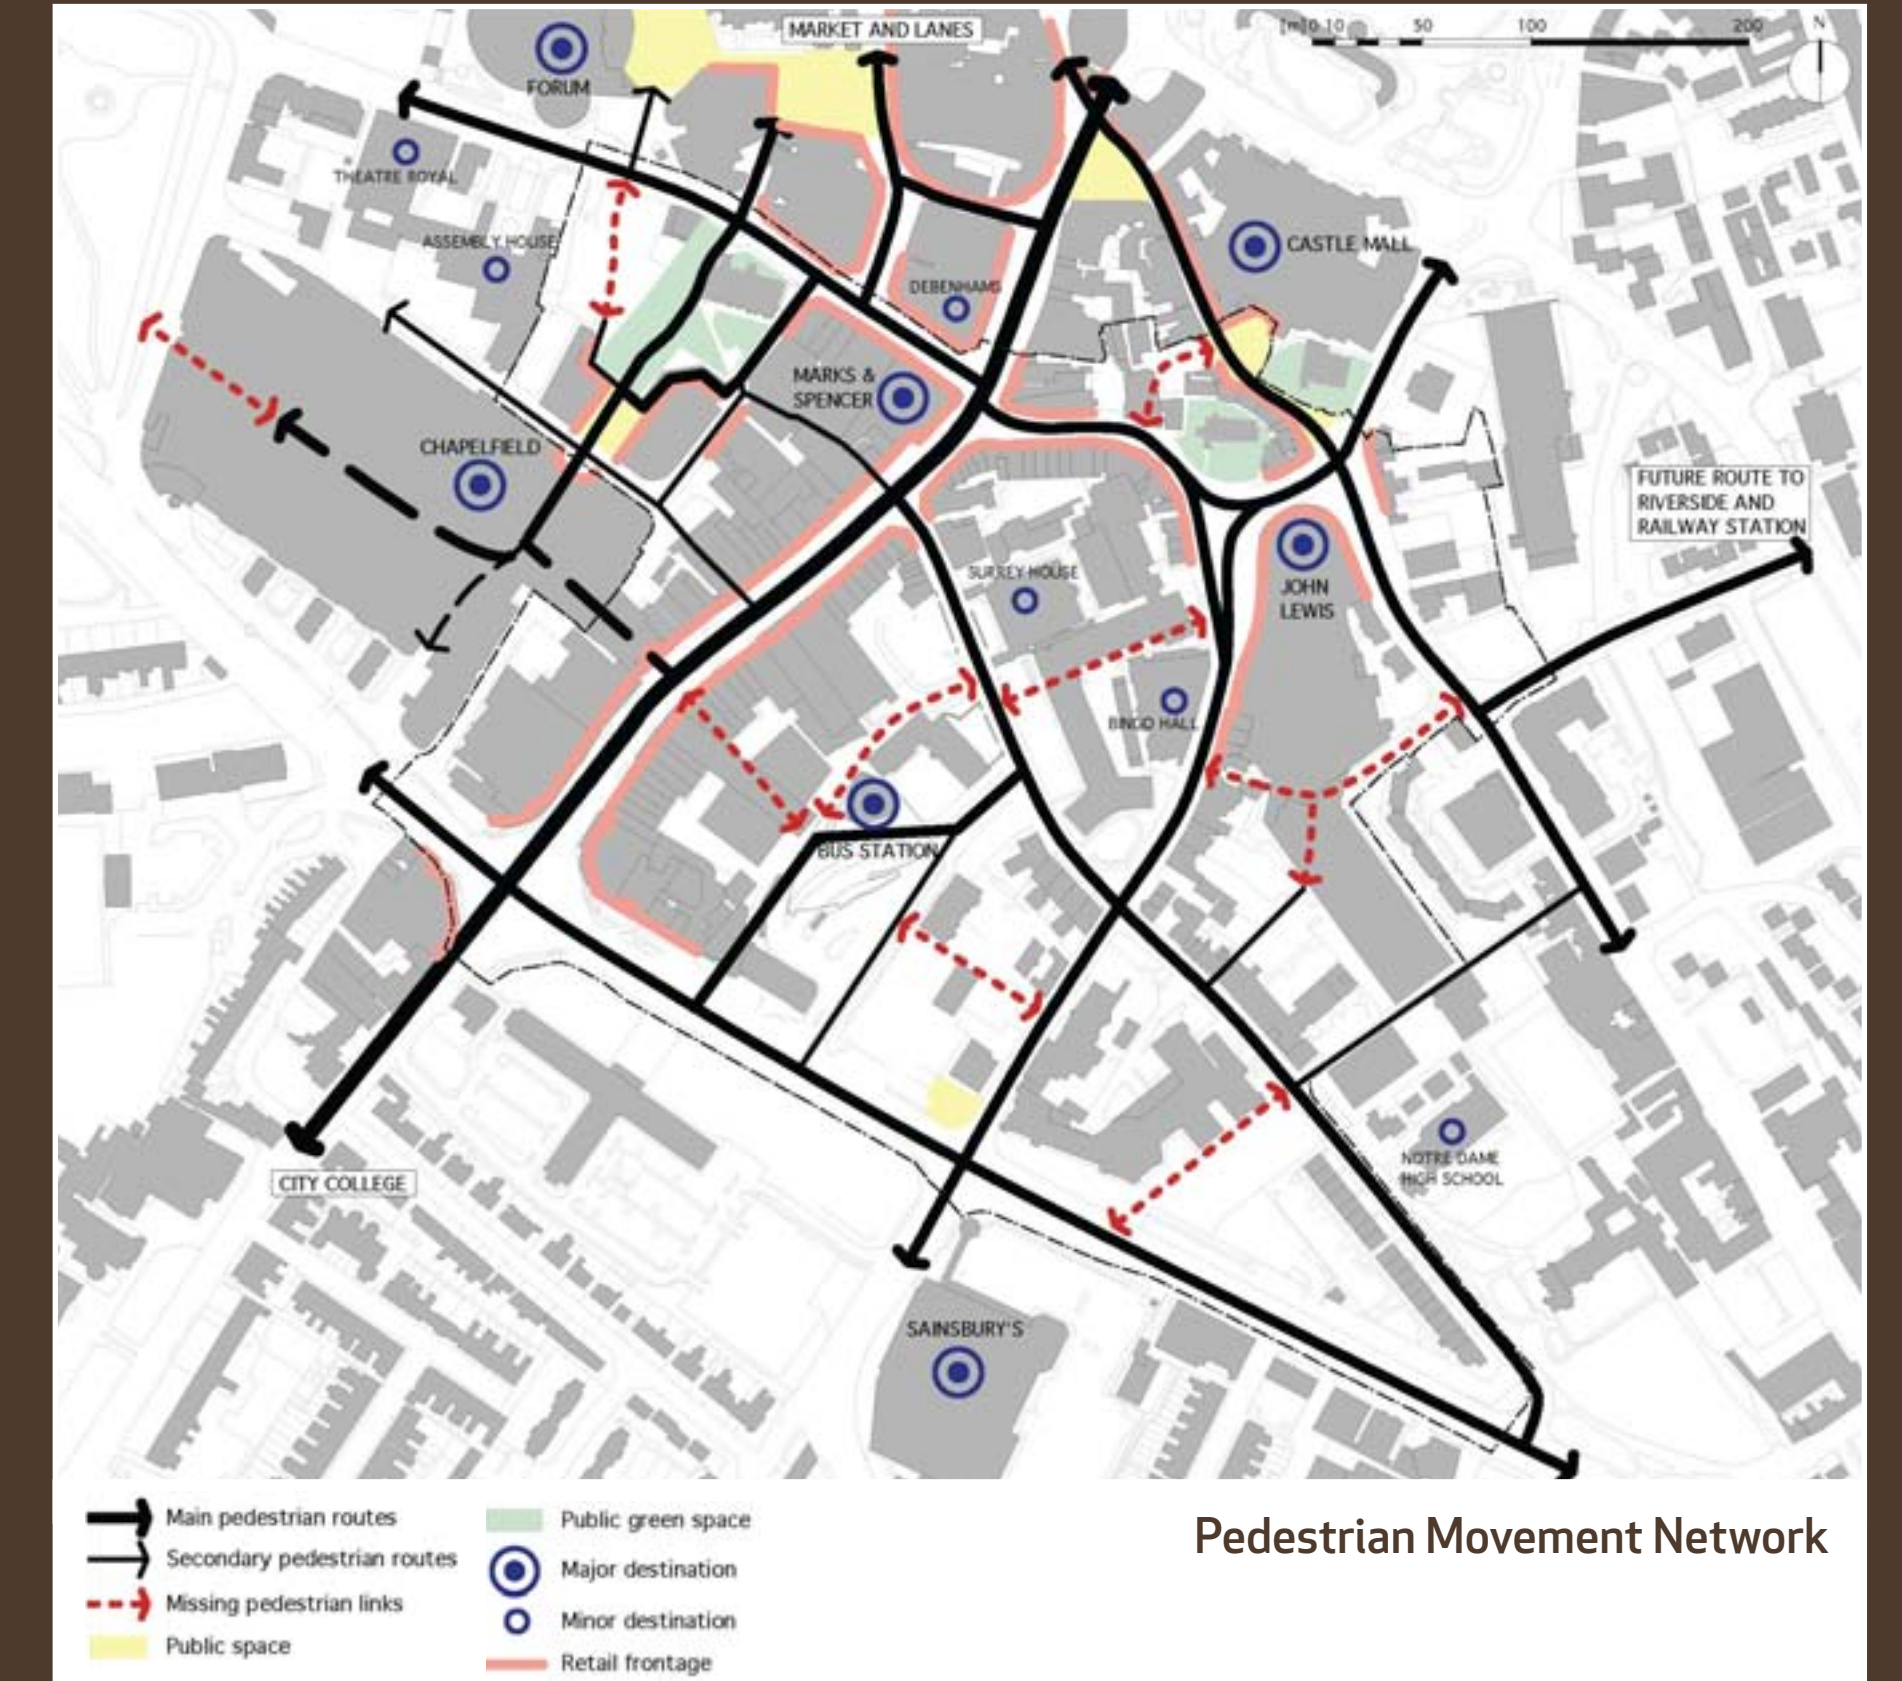 MARKET AND LANES
[m]0 10 50 100 200
N
FORUM
THEATRE ROYAL
ASSEMBLY HOUSE
CASTLE MALL
DEBENHAMS
MARKS &
SPENCER
CHAPELFIELD
FUTURE ROUTE TO
RIVERSIDE AND
RAILWAY STATION
SURREY HOUSE
JOHN
LEWIS
BINGO HALL
BUS STATION
CITY COLLEGE
NOTRE DAME
HIGH SCHOOL
SAINSBURY'S
Main pedestrian routes
Secondary pedestrian routes
Missing pedestrian links
Public space
Public green space
Major destination
Minor destination
Retail frontage
Pedestrian Movement Network